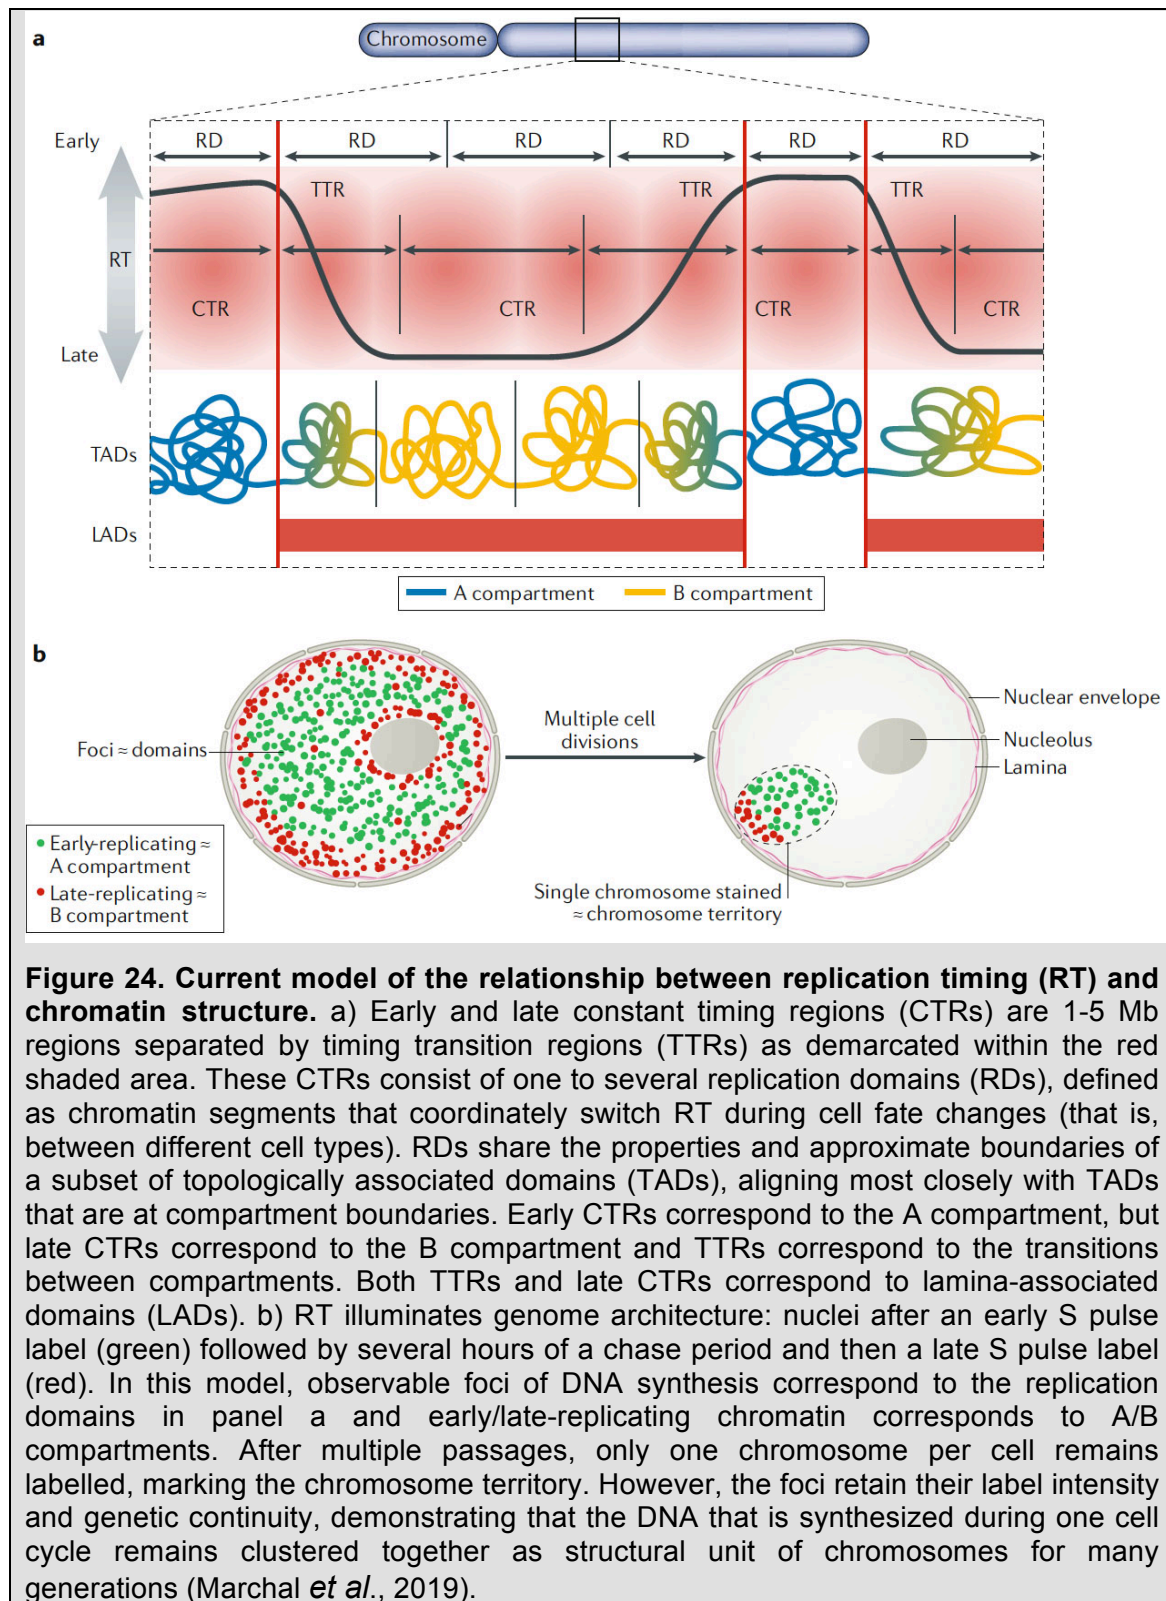 a
Chromosome
Early
RD
RD
RD
RD
RD
RD
TTR
TTR
TTR
RT
CTR
CTR
CTR
CTR
Late
TADs
LADs
A compartment
B compartment
b
Foci ≈ domains
Multiple cell
divisions
Nuclear envelope
Nucleolus
Lamina
Early-replicating ≈
A compartment
Late-replicating ≈
B compartment
Single chromosome stained
≈ chromosome territory
Figure 24. Current model of the relationship between replication timing (RT) and
chromatin structure. a) Early and late constant timing regions (CTRs) are 1-5 Mb
regions separated by timing transition regions (TTRs) as demarcated within the red
shaded area. These CTRs consist of one to several replication domains (RDs), defined
as chromatin segments that coordinately switch RT during cell fate changes (that is,
between different cell types). RDs share the properties and approximate boundaries of
a subset of topologically associated domains (TADs), aligning most closely with TADs
that are at compartment boundaries. Early CTRs correspond to the A compartment, but
late CTRs correspond to the B compartment and TTRs correspond to the transitions
between compartments. Both TTRs and late CTRs correspond to lamina-associated
domains (LADs). b) RT illuminates genome architecture: nuclei after an early S pulse
label (green) followed by several hours of a chase period and then a late S pulse label
(red). In this model, observable foci of DNA synthesis correspond to the replication
domains in panel a and early/late-replicating chromatin corresponds to A/B
compartments. After multiple passages, only one chromosome per cell remains
labelled, marking the chromosome territory. However, the foci retain their label intensity
and genetic continuity, demonstrating that the DNA that is synthesized during one cell
cycle remains clustered together as structural unit of chromosomes for many
generations (Marchal et al., 2019).